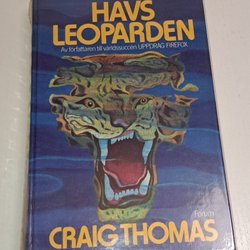 HAVS
LEOPARDEN
Av författaren till världssuccén UPPDRAG FIREFOX
Forum
CRAIG THOMAS